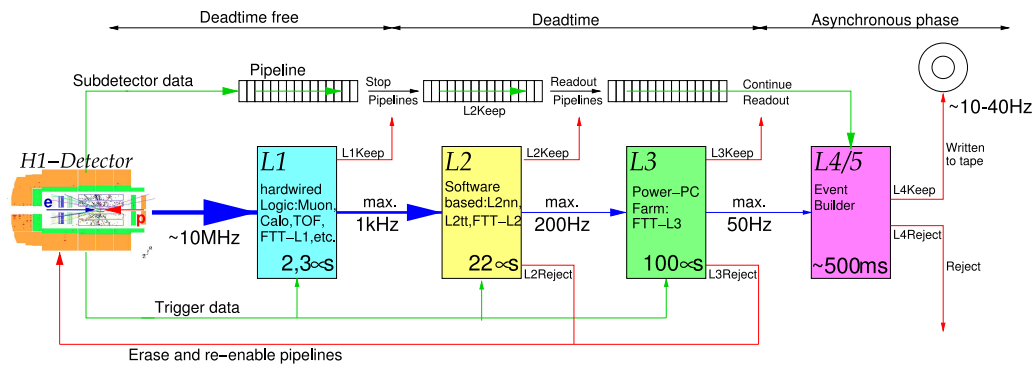 Deadtime free
Deadtime
Asynchronous phase
Subdetector data
Pipeline
Stop
Pipelines
L2Keep
Readout
Pipelines
Continue
Readout
~10-40Hz
H1-Detector
e
p
~10MHz
L1
hardwired
Logic:Muon,
Calo,TOF,
FTT-L1,etc.
2,3∝s
L1Keep
max.
1kHz
L2
Software
based:L2nn,
L2tt,FTT-L2
22∝s
L2Keep
L2Reject
max.
200Hz
L3
Power-PC
Farm:
FTT-L3
100∝s
L3Keep
L3Reject
max.
50Hz
L4/5
Event
Builder
~500ms
L4Keep
Written
to tape
L4Reject
Reject
Trigger data
Erase and re-enable pipelines